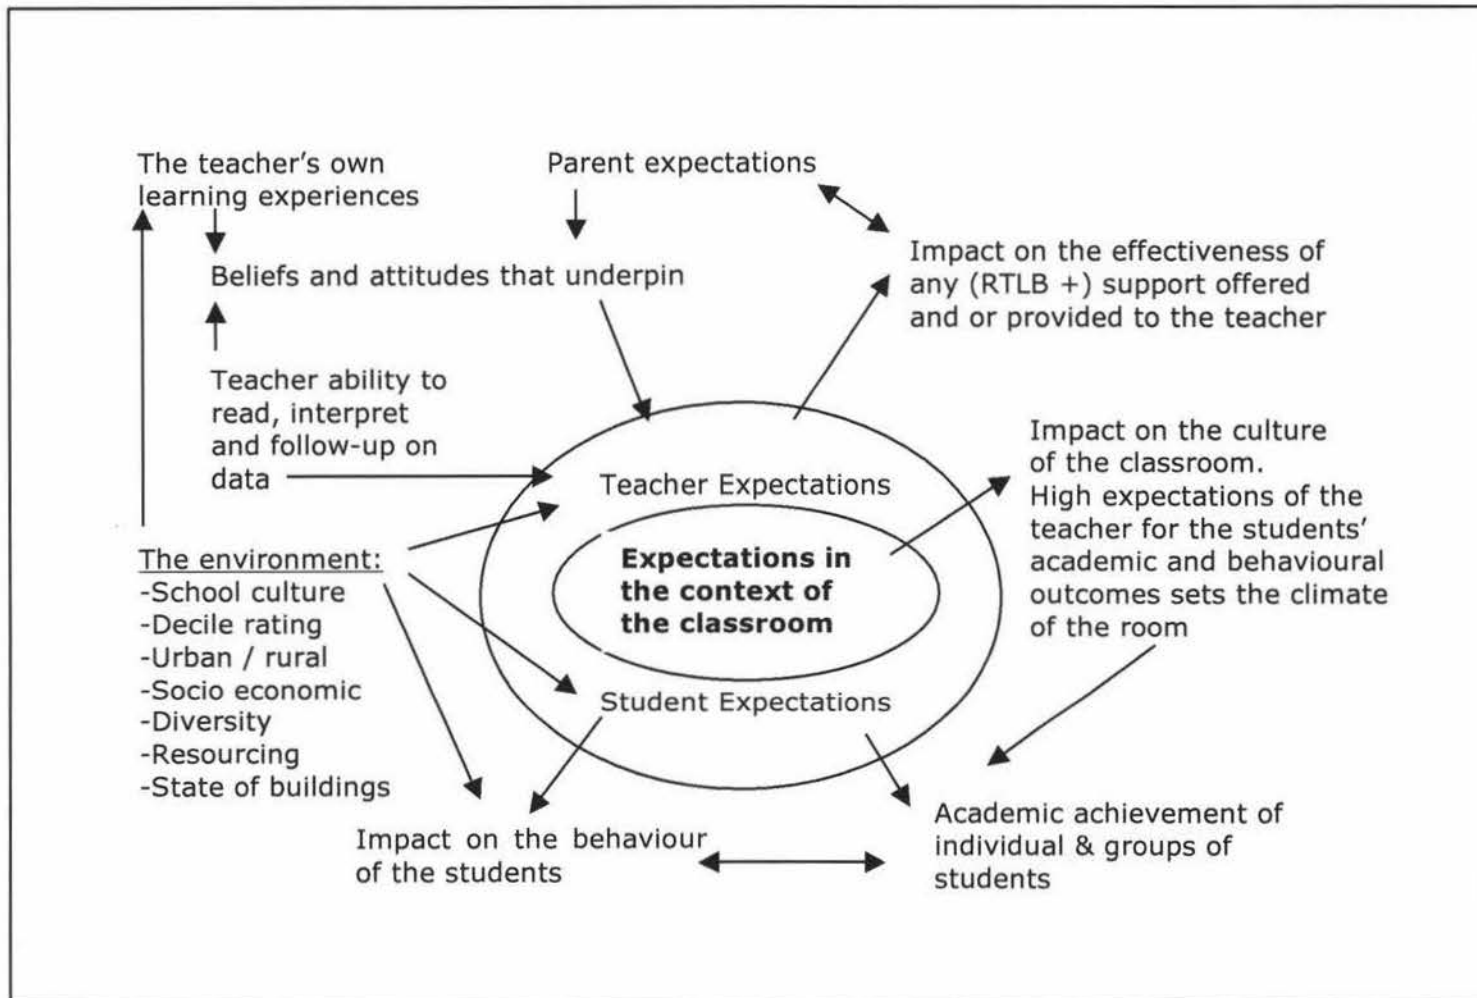 The teacher's own
learning experiences
Parent expectations
Beliefs and attitudes that underpin
Impact on the effectiveness of
any (RTLB +) support offered
and or provided to the teacher
Teacher ability to
read, interpret
and follow-up on
data
Teacher Expectations
Impact on the culture
of the classroom.
High expectations of the
teacher for the students'
academic and behavioural
outcomes sets the climate
of the room
The environment:
-School culture
-Decile rating
-Urban / rural
-Socio economic
-Diversity
-Resourcing
-State of buildings
Expectations in
the context of
the classroom
Student Expectations
Impact on the behaviour
of the students
Academic achievement of
individual & groups of
students